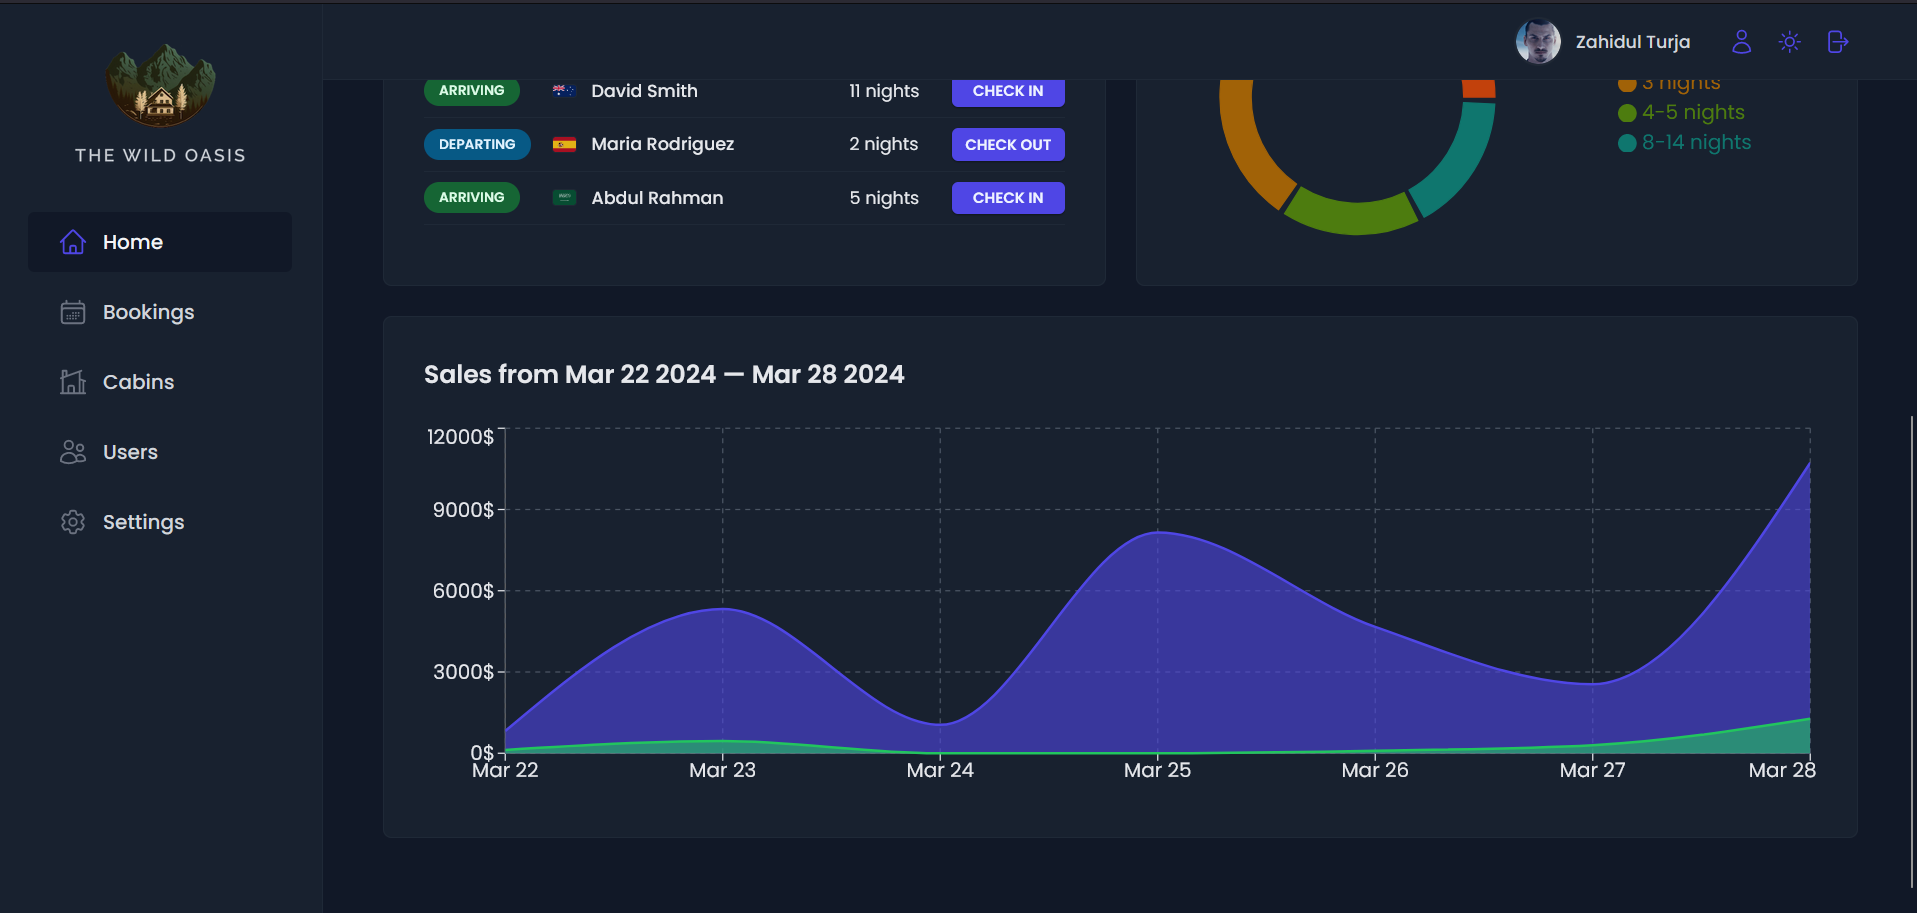 Zahidul Turja
THE WILD OASIS
Home
Bookings
Cabins
Users
Settings
ARRIVING David Smith 11 nights CHECK IN
DEPARTING Maria Rodriguez 2 nights CHECK OUT
ARRIVING Abdul Rahman 5 nights CHECK IN
3 nights
4-5 nights
8-14 nights
Sales from Mar 22 2024 — Mar 28 2024
12000$
9000$
6000$
3000$
0$
Mar 22 Mar 23 Mar 24 Mar 25 Mar 26 Mar 27 Mar 28